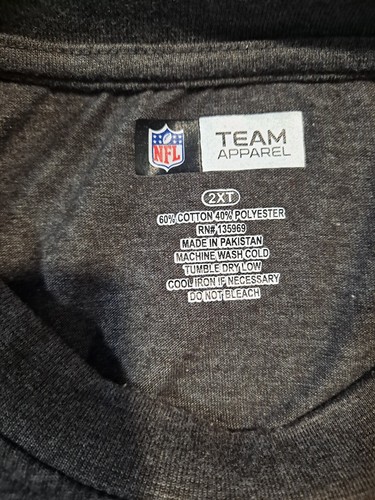 NFL
TEAM
APPAREL
2XT
60% COTTON 40% POLYESTER
RN# 135969
MADE IN PAKISTAN
MACHINE WASH COLD
TUMBLE DRY LOW
COOL IRON IF NECESSARY
DO NOT BLEACH